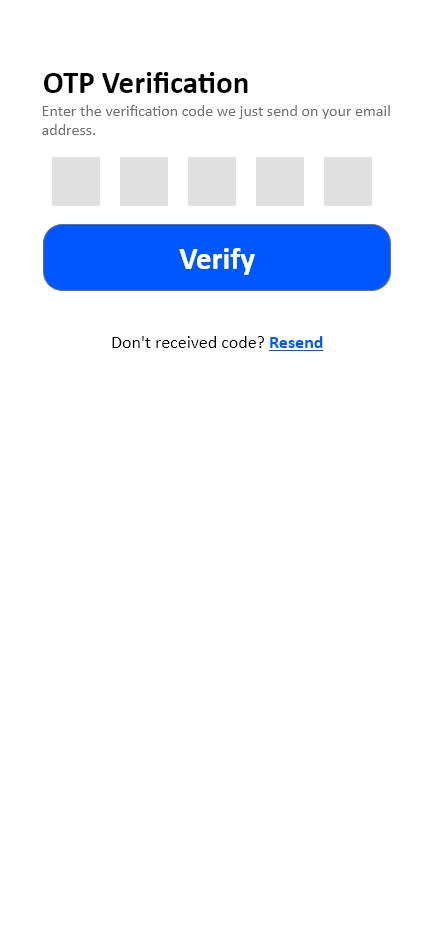 OTP Verification
Enter the verification code we just send on your email
address.
Verify
Don't received code? Resend